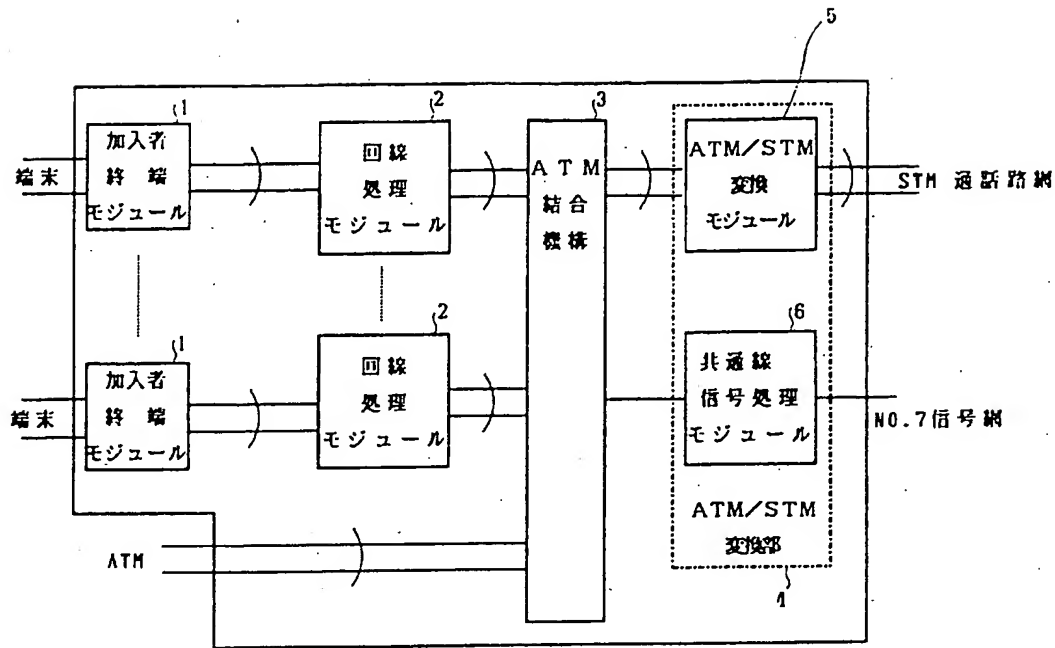 5
1
2
3
加入者
終端
モジュール
回線
処理
モジュール
ATM
結合
機構
ATM/STM
変換
モジュール
端末
STM 通話路網
1
2
6
加入者
終端
モジュール
回線
処理
モジュール
共通線
信号処理
モジュール
端末
NO.7信号網
ATM/STM
変換部
ATM
4